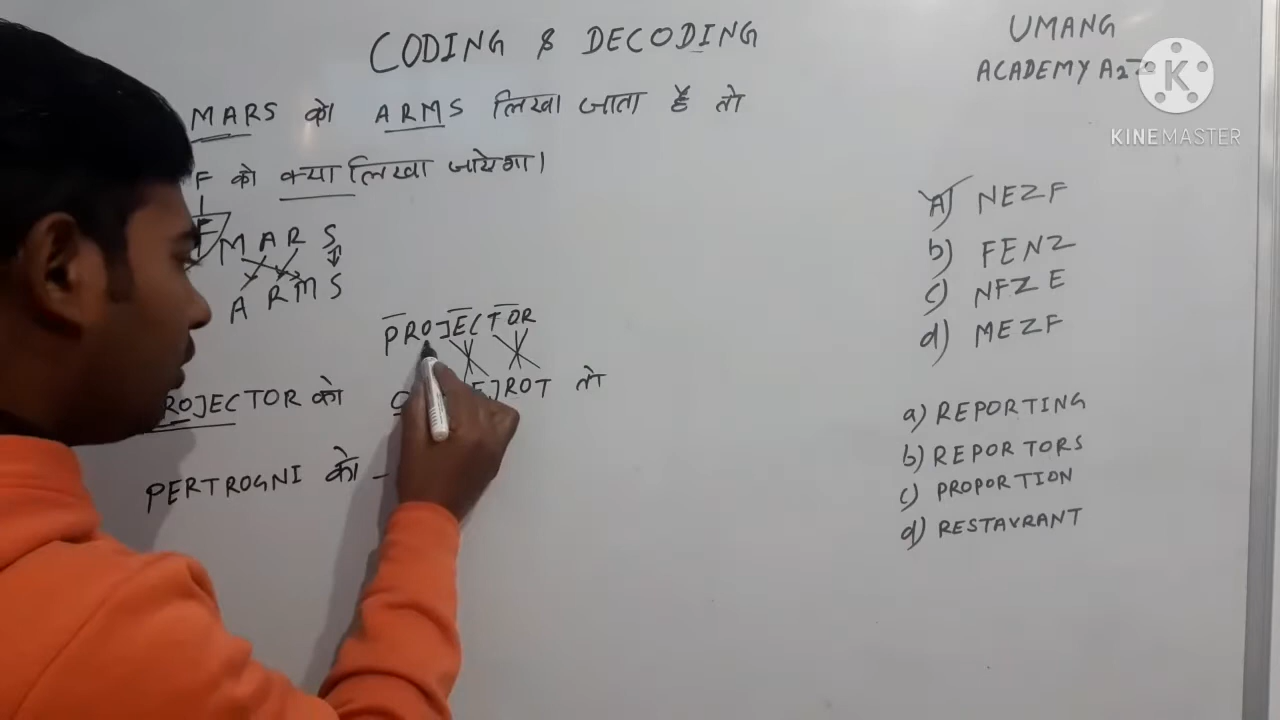 CODING & DECODING
UMANG
ACADEMY A2Z
KINEMASTER
MARS को ARMS लिखा जाता है तो
F को क्या लिखा जायेगा।
F
M A R S
A R M S
A) NEZF
b) FENZ
c) NFZE
d) MEZF
PROJECTOR
ROJECTOR को EJROT तो
PERTROGNI को -
a) REPORTING
b) REPORTORS
c) PROPORTION
d) RESTAVRANT